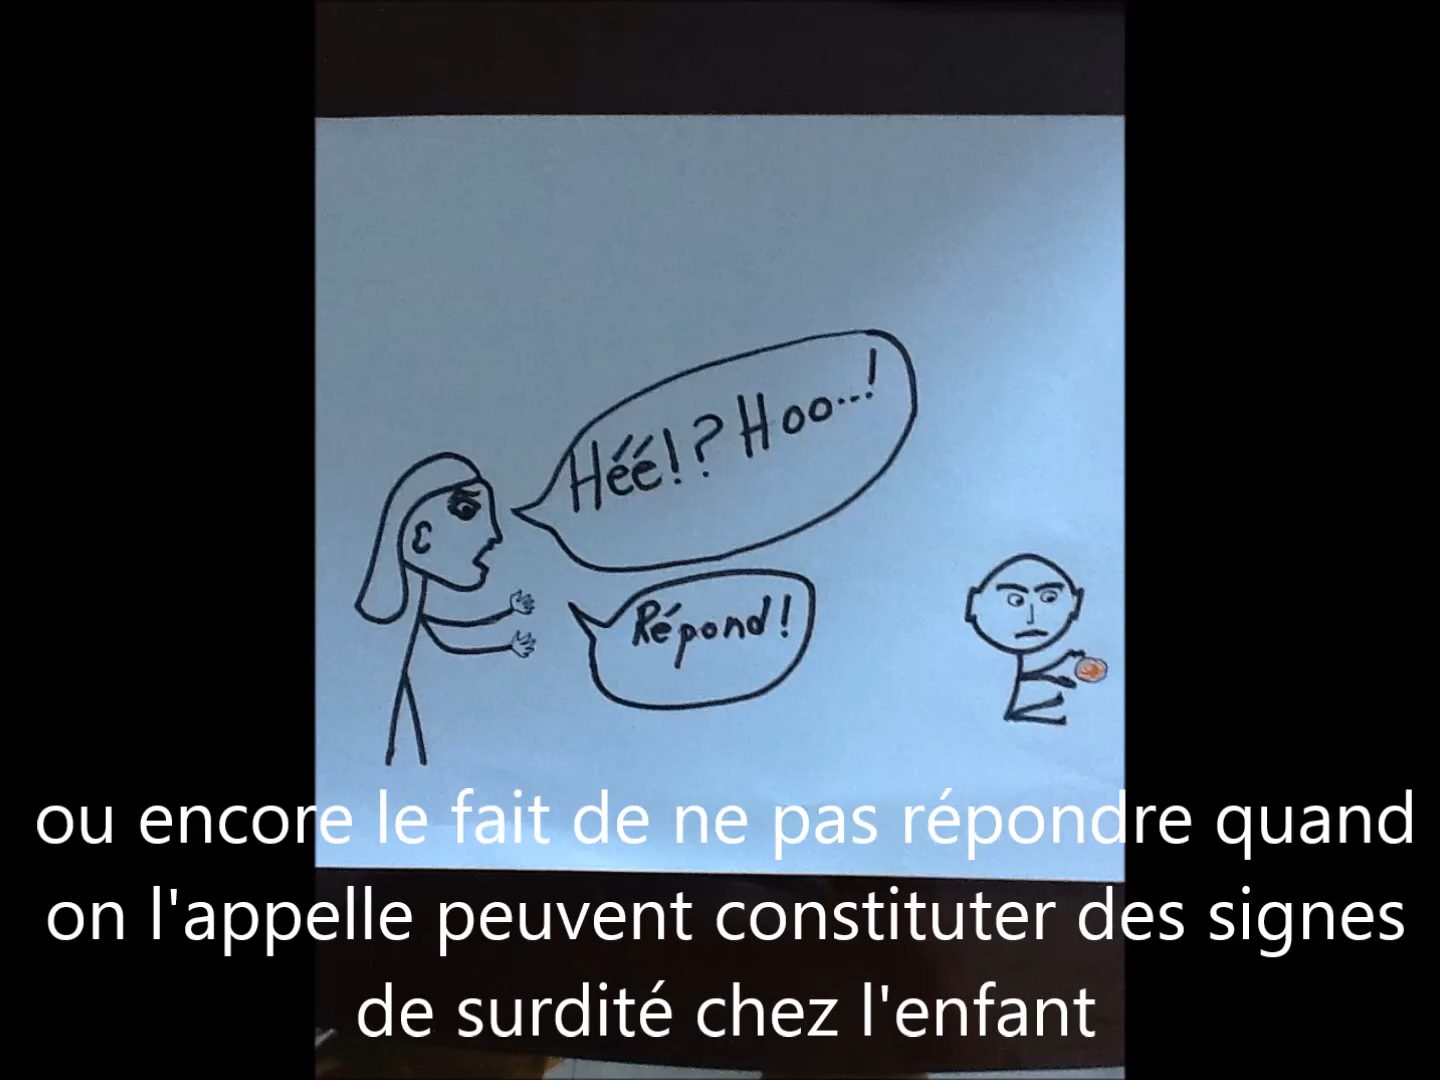 Héé!? Hoo...!
Répond!
ou encore le fait de ne pas répondre quand
on l'appelle peuvent constituter des signes
de surdité chez l'enfant